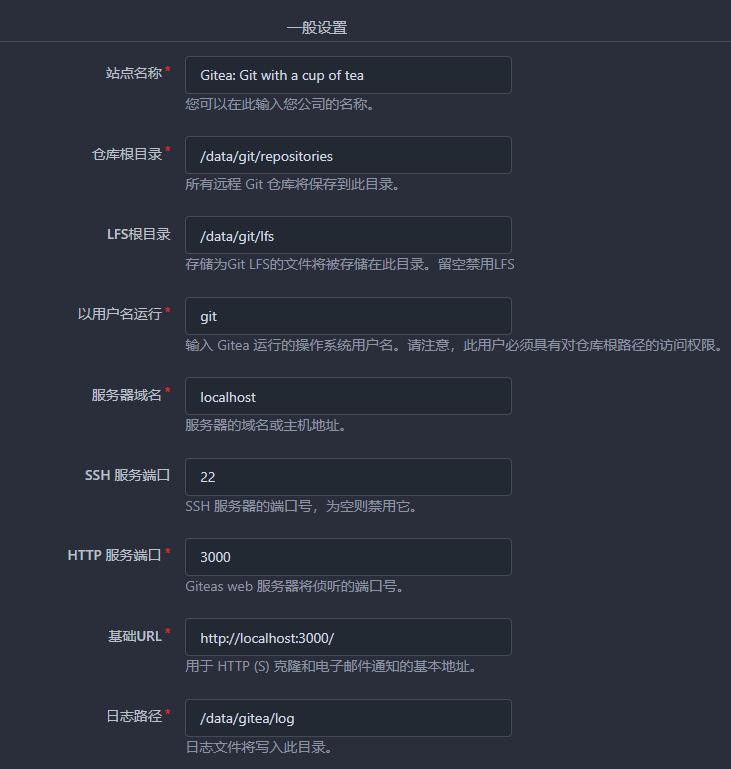 一般设置
站点名称*
Gitea: Git with a cup of tea
您可以在此输入您公司的名称。
仓库根目录*
/data/git/repositories
所有远程 Git 仓库将保存到此目录。
LFS根目录
/data/git/lfs
存储为Git LFS的文件将被存储在此目录。留空禁用LFS
以用户名运行*
git
输入 Gitea 运行的操作系统用户名。请注意，此用户必须具有对仓库根路径的访问权限。
服务器域名*
localhost
服务器的域名或主机地址。
SSH 服务端口
22
SSH 服务器的端口号，为空则禁用它。
HTTP 服务端口*
3000
Giteas web 服务器将侦听的端口号。
基础URL*
http://localhost:3000/
用于 HTTP (S) 克隆和电子邮件通知的基本地址。
日志路径*
/data/gitea/log
日志文件将写入此目录。